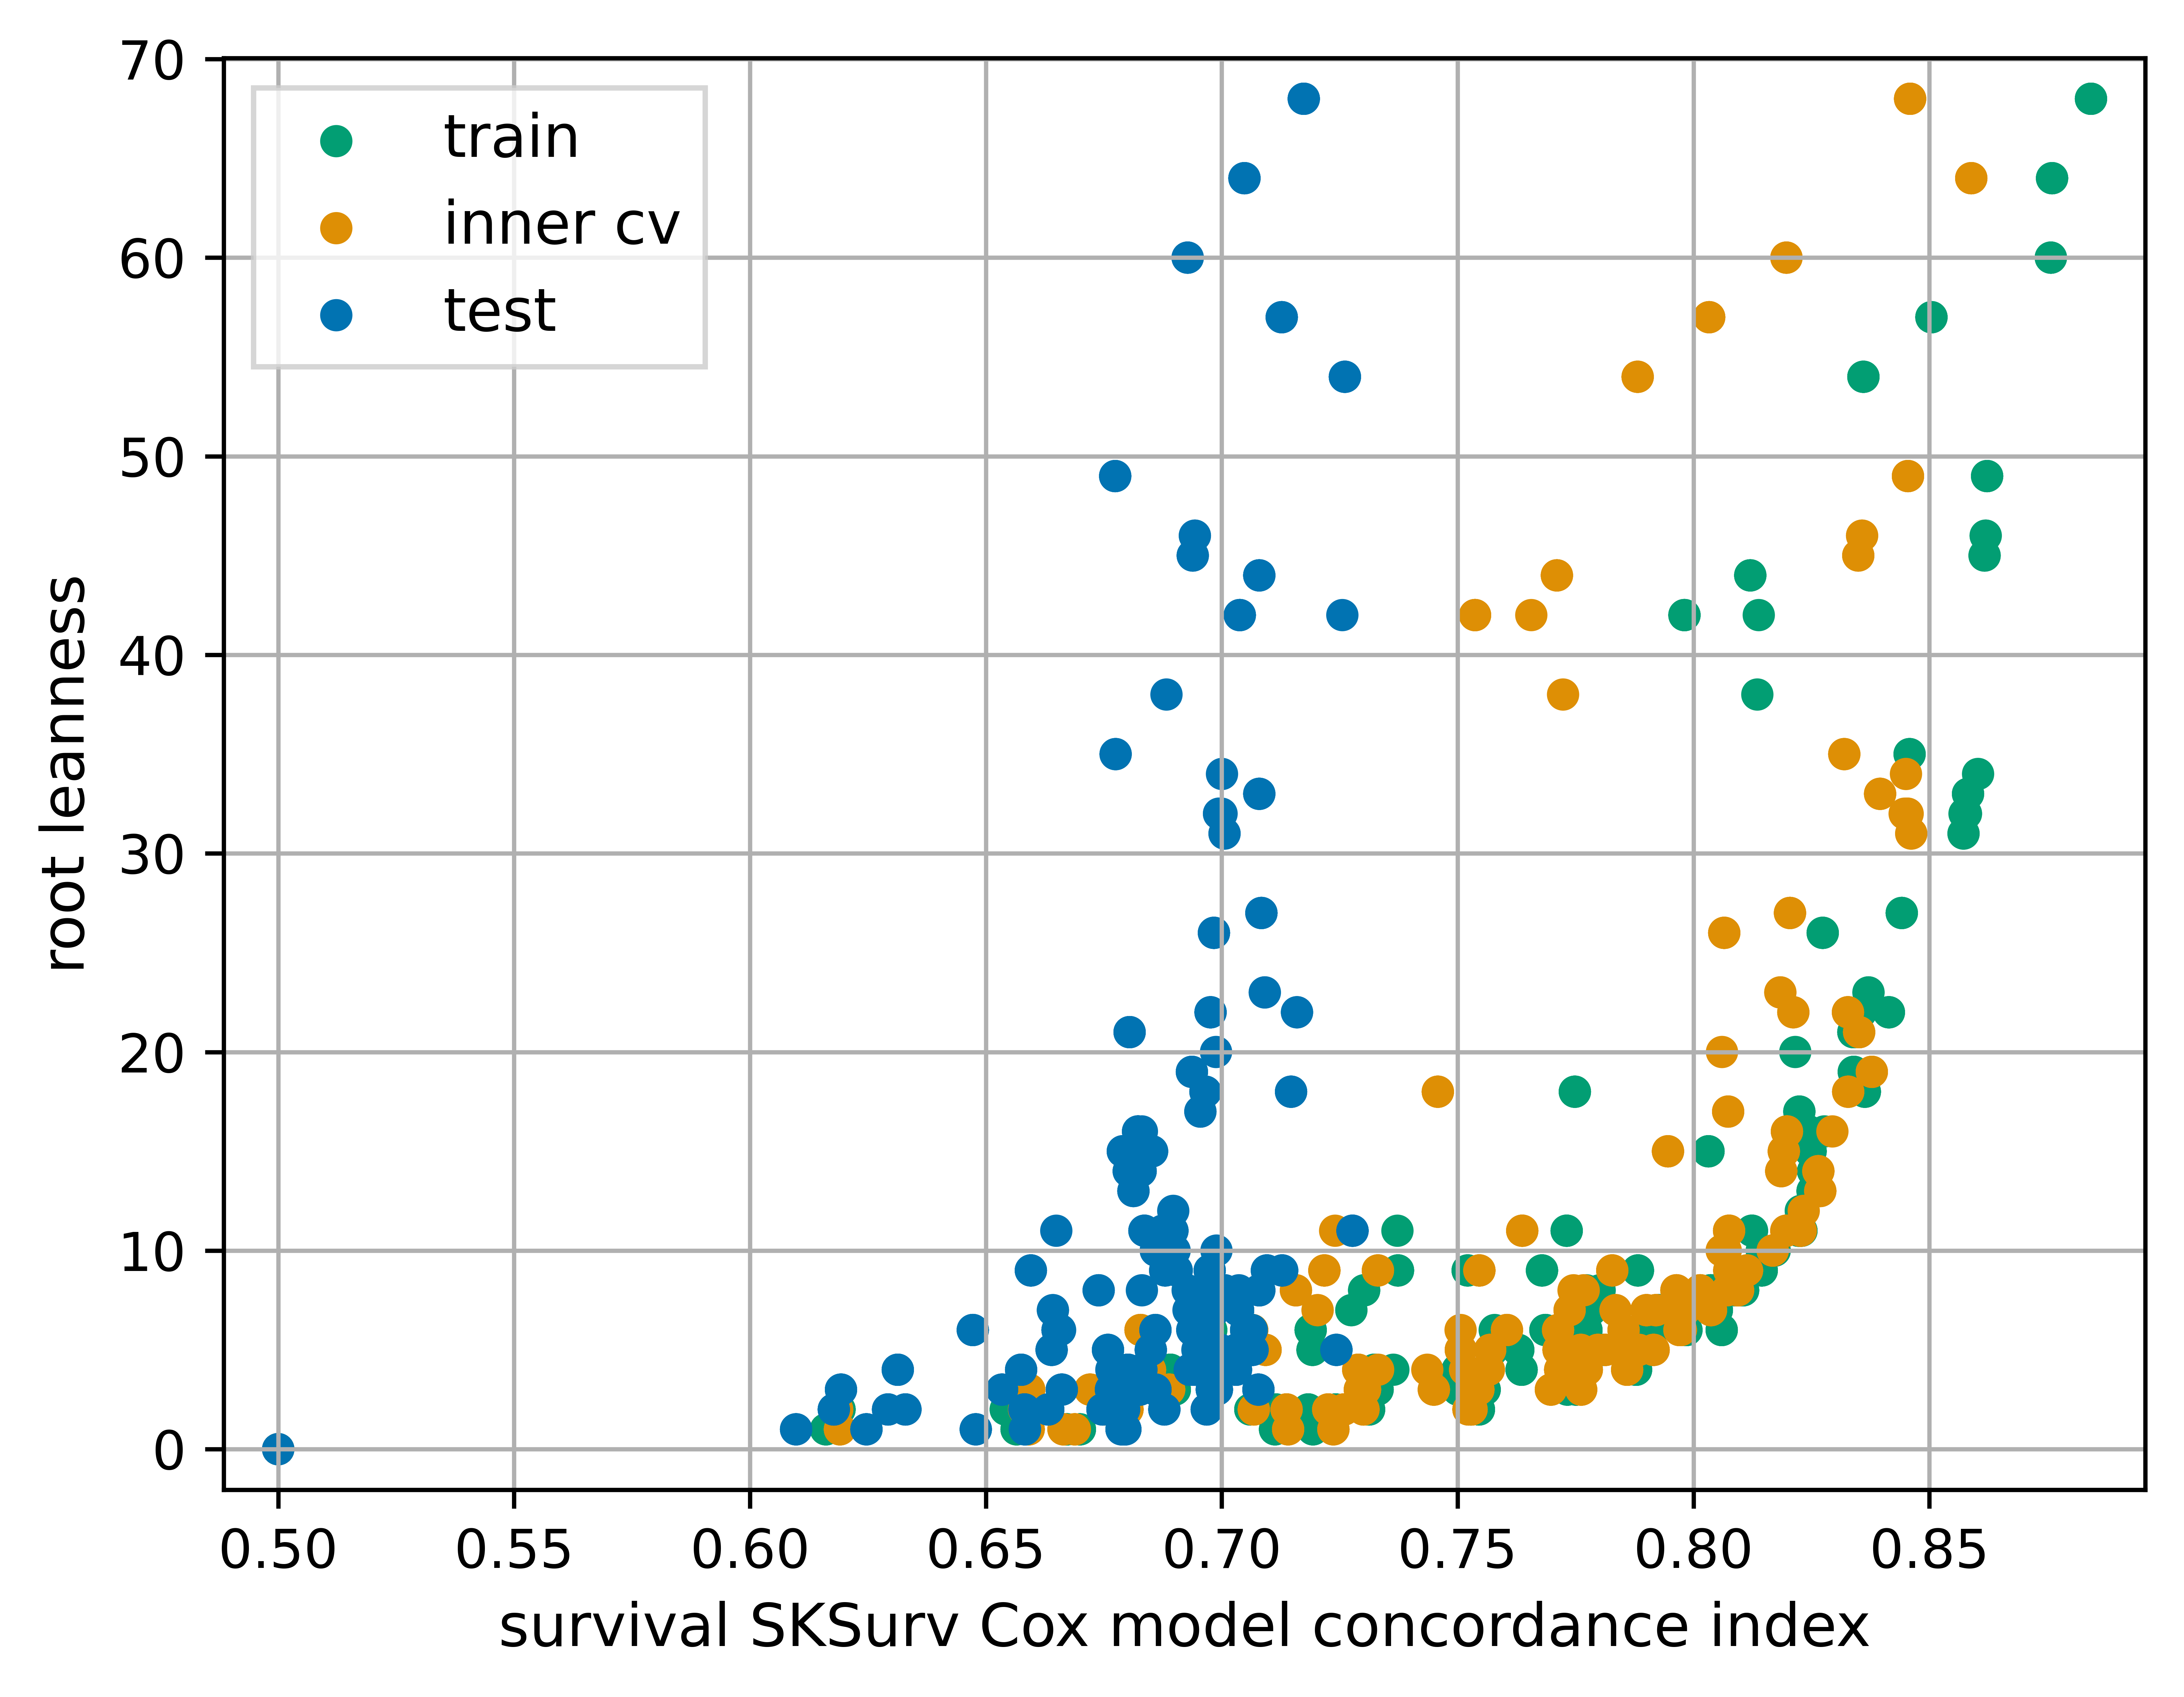 70
60
50
40
30
20
10
0
root leanness
train
inner cv
test
0.50 0.55 0.60 0.65 0.70 0.75 0.80 0.85
survival SKSurv Cox model concordance index